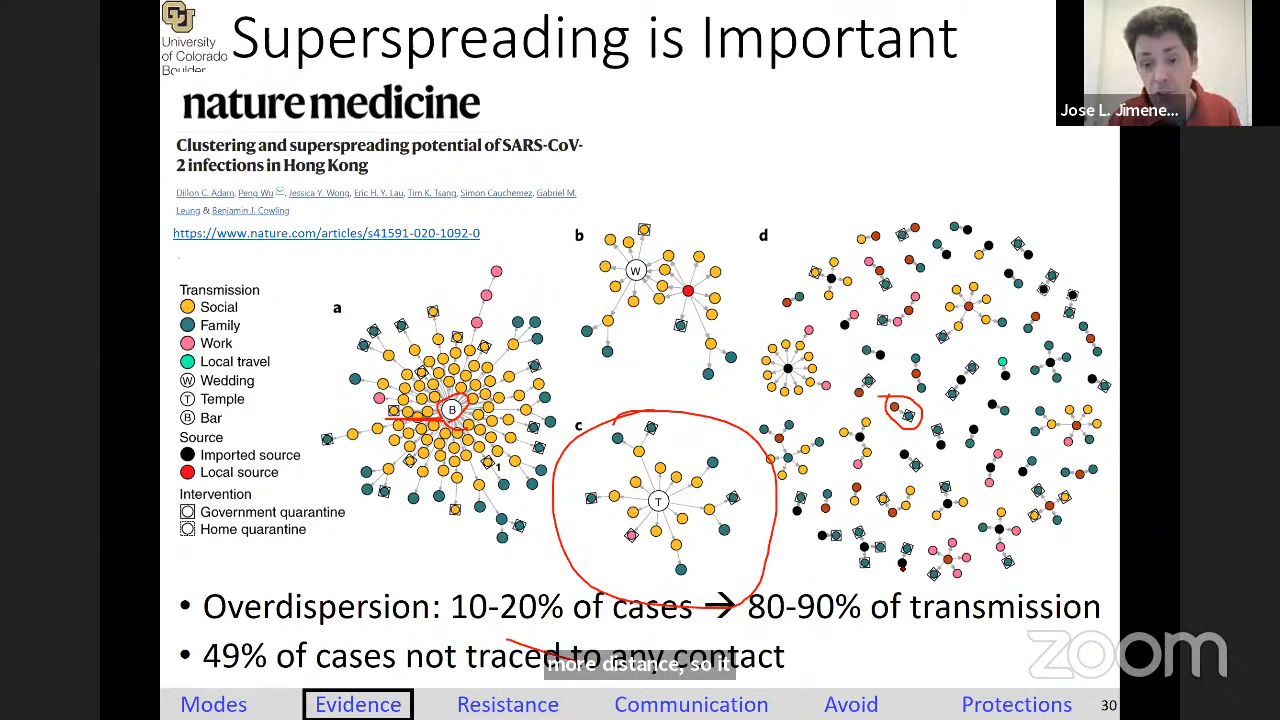 University
of Colorado
Boulder
Superspreading is Important
Jose L. Jimene...
nature medicine
Clustering and superspreading potential of SARS-CoV-
2 infections in Hong Kong
Dillon C. Adam, Peng Wu, Jessica Y. Wong, Eric H. Y. Lau, Tim K. Tsang, Simon Cauchemez, Gabriel M.
Leung & Benjamin J. Cowling
https://www.nature.com/articles/s41591-020-1092-0
Transmission
Social
Family
Work
Local travel
W Wedding
T Temple
B Bar
Source
Imported source
Local source
Intervention
Government quarantine
Home quarantine
a
B
1
b
W
c
T
d
• Overdispersion: 10-20% of cases → 80-90% of transmission
• 49% of cases not traced to any contact
more distance, so it
zoom
Modes Evidence Resistance Communication Avoid Protections 30